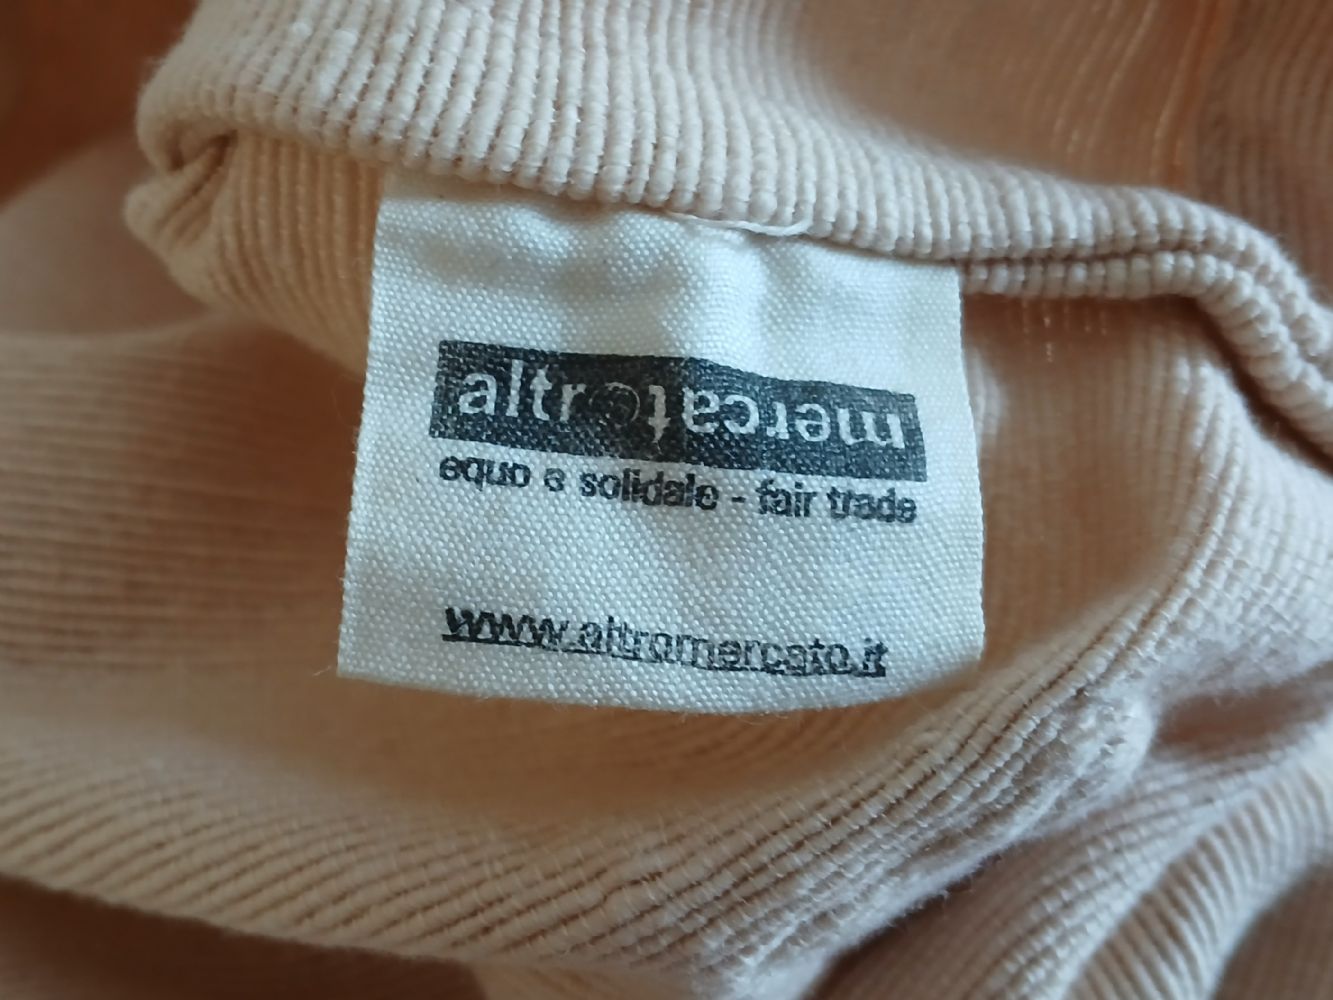 altromercato
equo e solidale - fair trade
www.altromercato.it